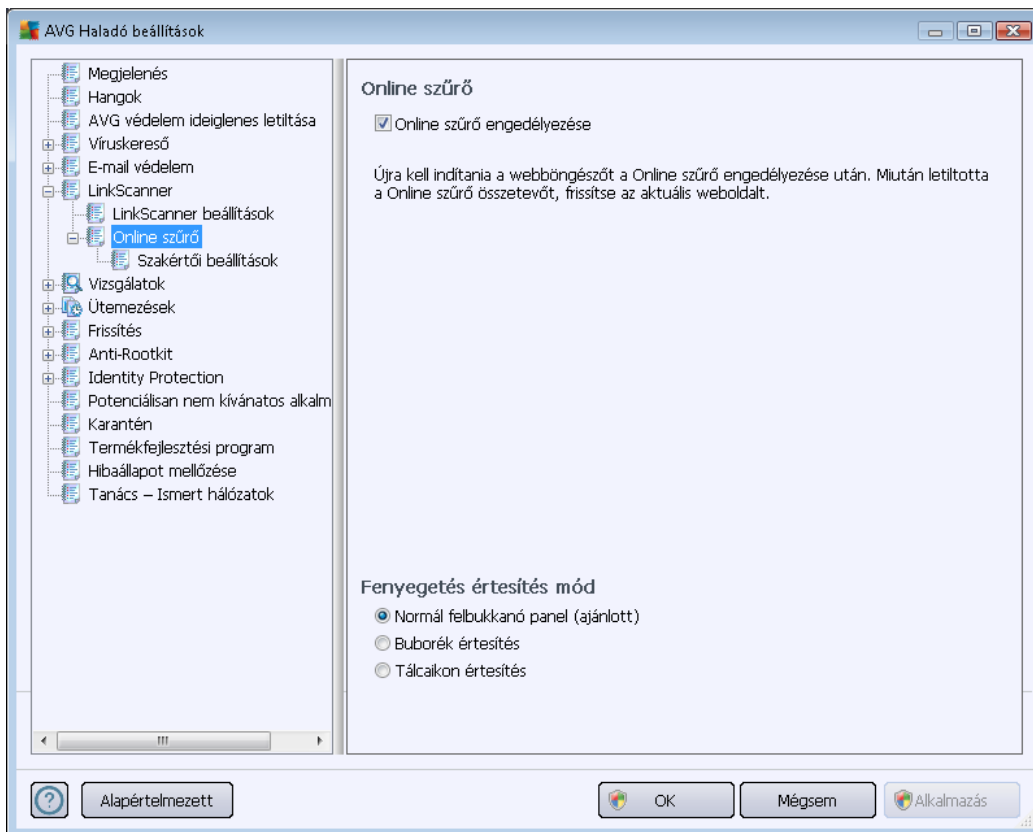 AVG Haladó beállítások
Megjelenés
Hangok
AVG védelem ideiglenes letiltása
Víruskereső
E-mail védelem
LinkScanner
LinkScanner beállítások
Online szűrő
Szakértői beállítások
Vizsgálatok
Ütemezések
Frissítés
Anti-Rootkit
Identity Protection
Potenciálisan nem kívánatos alkalm
Karantén
Termékfejlesztési program
Hibaállapot mellőzése
Tanács – Ismert hálózatok
Online szűrő
Online szűrő engedélyezése
Újra kell indítania a webböngészőt a Online szűrő engedélyezése után. Miután letiltotta
a Online szűrő összetevőt, frissítse az aktuális weboldalt.
Fenyegetés értesítés mód
Normál felbukkanó panel (ajánlott)
Buborék értesítés
Tálcaikon értesítés
Alapértelmezett
OK
Mégsem
Alkalmazás